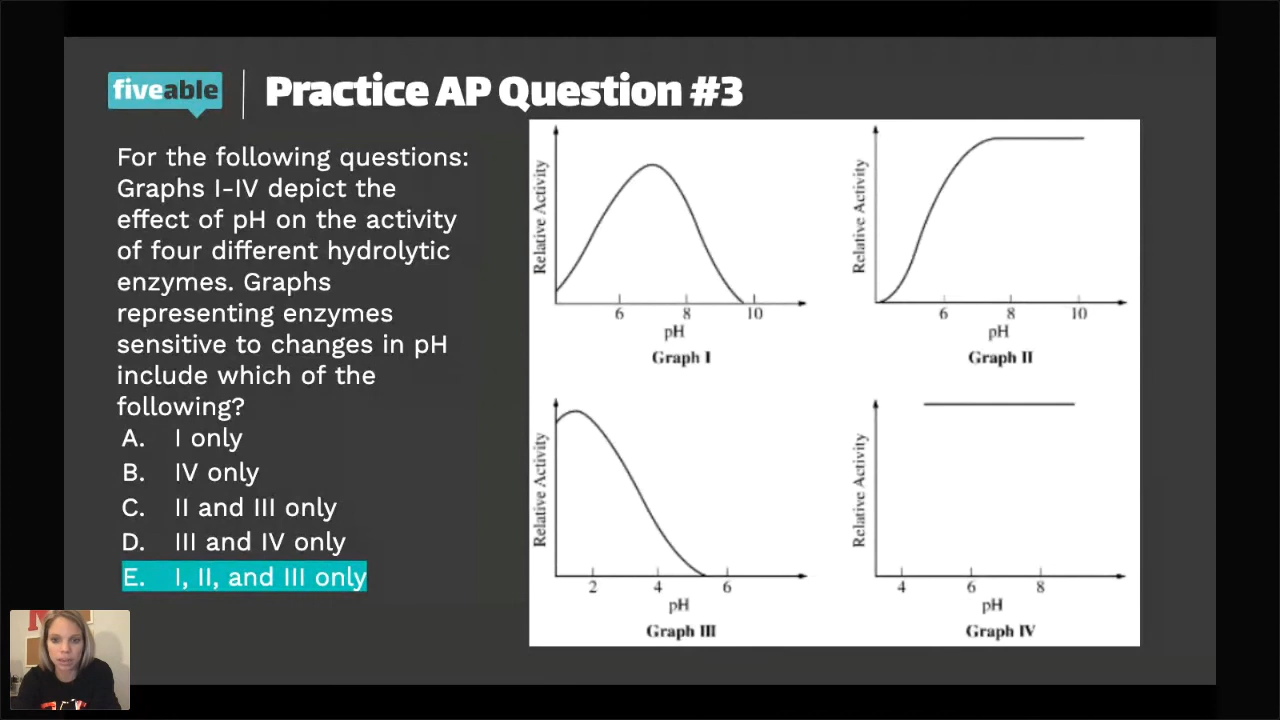 fiveable
Practice AP Question #3
For the following questions:
Graphs I-IV depict the
effect of pH on the activity
of four different hydrolytic
enzymes. Graphs
representing enzymes
sensitive to changes in pH
include which of the
following?
A. I only
B. IV only
C. II and III only
D. III and IV only
E. I, II, and III only
Relative Activity
6 8 10
pH
Graph I
Relative Activity
6 8 10
pH
Graph II
Relative Activity
2 4 6
pH
Graph III
Relative Activity
4 6 8
pH
Graph IV